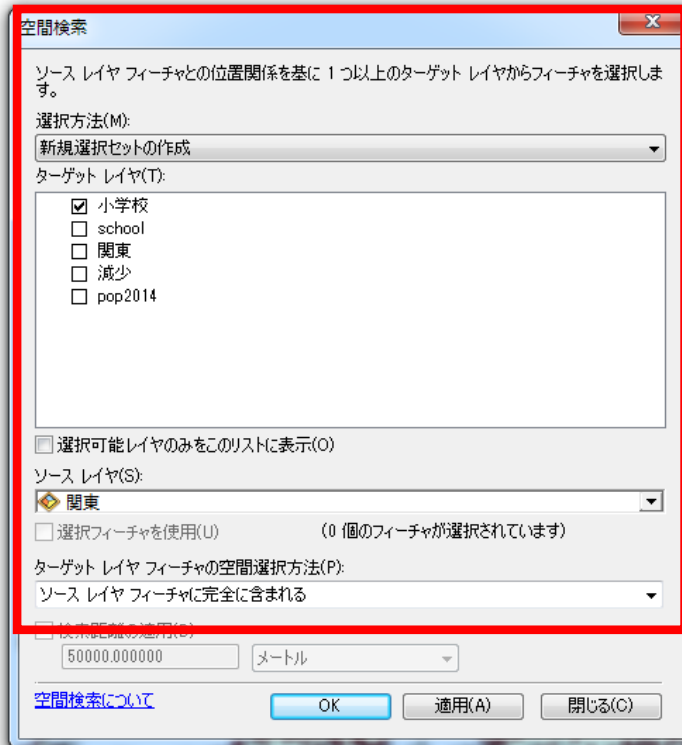 空間検索
ソース レイヤ フィーチャとの位置関係を基に 1 つ以上のターゲット レイヤからフィーチャを選択しま
す。
選択方法(M):
新規選択セットの作成
ターゲット レイヤ(T):
小学校
school
関東
減少
pop2014
選択可能レイヤのみをこのリストに表示(O)
ソース レイヤ(S):
関東
選択フィーチャを使用(U) (0 個のフィーチャが選択されています)
ターゲット レイヤ フィーチャの空間選択方法(P):
ソース レイヤ フィーチャに完全に含まれる
検索距離の適用(D)
50000.000000 メートル
空間検索について OK 適用(A) 閉じる(C)